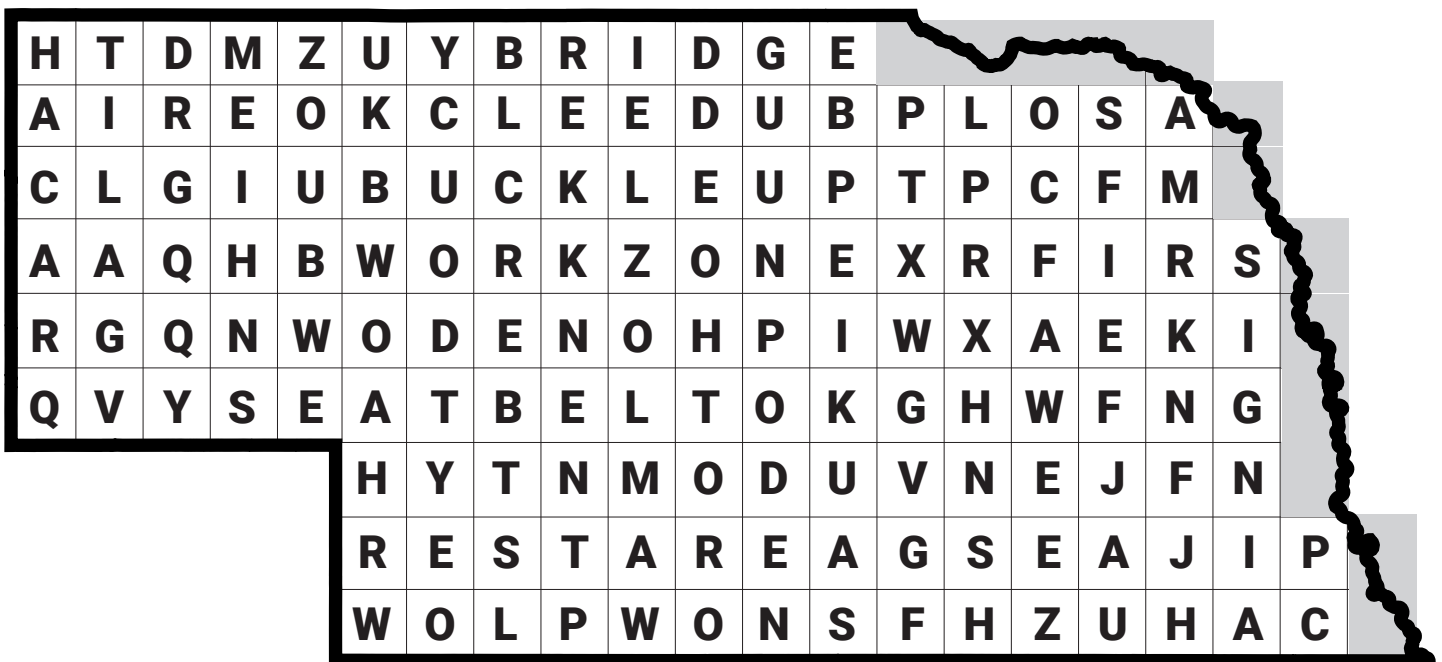 H T D M Z U Y B R I D G E
A I R E O K C L E E D U B P L O S A
C L G I U B U C K L E U P T P C F M
A A Q H B W O R K Z O N E X R F I R S
R G Q N W O D E N O H P I W X A E K I
Q V Y S E A T B E L T O K G H W F N G
H Y T N M O D U V N E J F N
R E S T A R E A G S E A J I P
W O L P W O N S F H Z U H A C